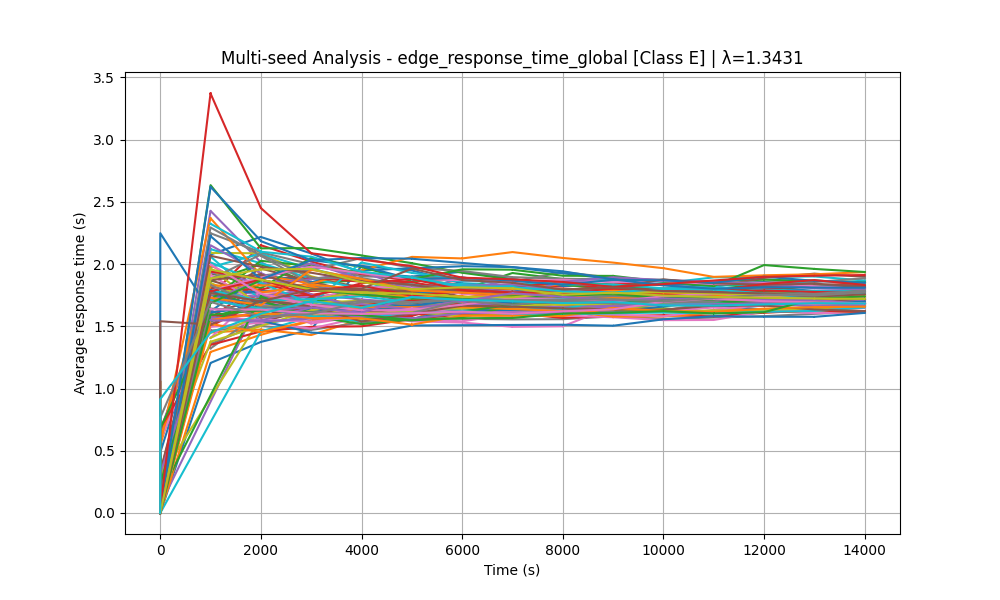 Multi-seed Analysis - edge_response_time_global [Class E] | λ=1.3431
3.5
3.0
2.5
2.0
1.5
1.0
0.5
0.0
Average response time (s)
0 2000 4000 6000 8000 10000 12000 14000
Time (s)